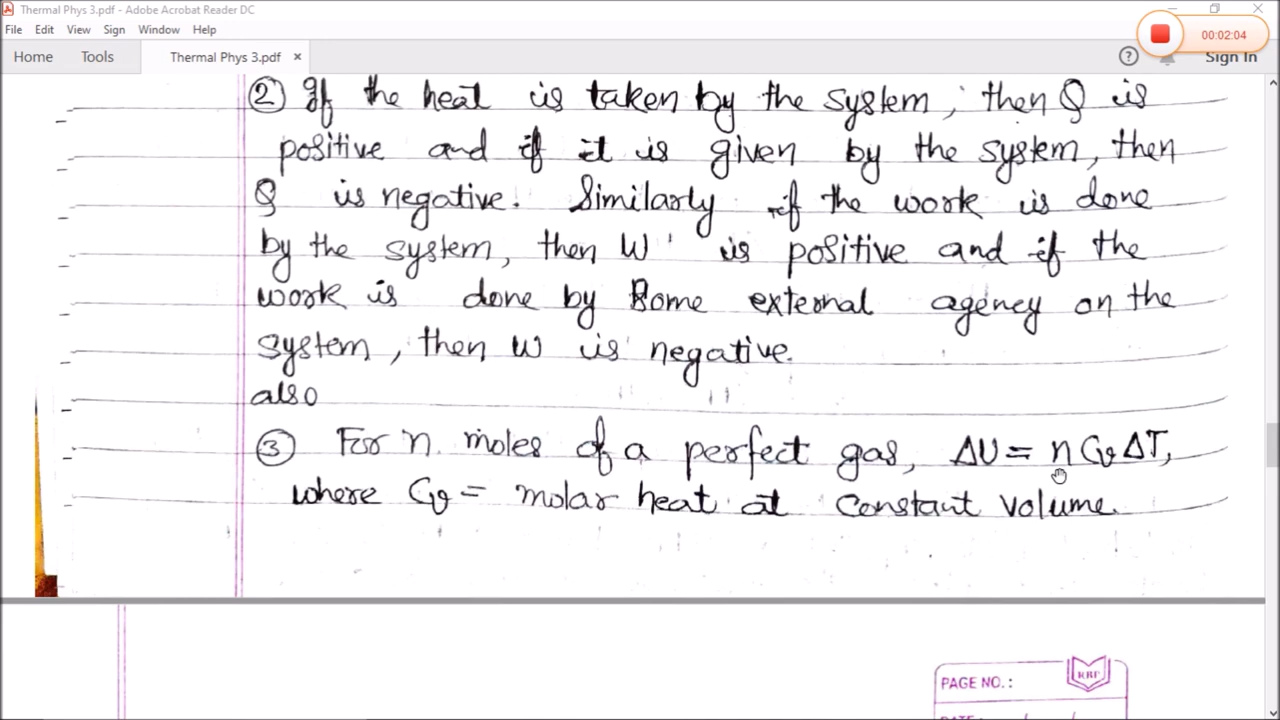 Thermal Phys 3.pdf - Adobe Acrobat Reader DC
File Edit View Sign Window Help
00:02:04
Home Tools Thermal Phys 3.pdf × Sign In
② If the heat is taken by the system, then Q is
positive and if it is given by the system, then
Q is negative. Similarly if the work is done
by the system, then W is positive and if the
work is done by some external agency on the
system, then W is negative.
also
③ For n moles of a perfect gas, ΔU = nCvΔT,
where Cv = molar heat at constant volume.
PAGE NO.:
RRP